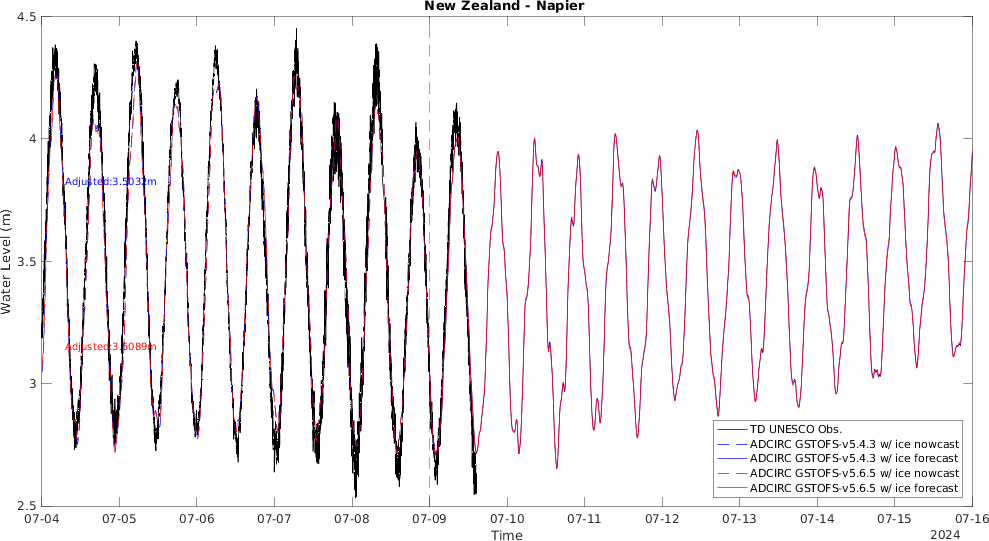 New Zealand - Napier
4.5
4
3.5
3
2.5
Water Level (m)
Adjusted:3.5032m
Adjusted:3.5089m
TD UNESCO Obs.
ADCIRC GSTOFS-v5.4.3 w/ ice nowcast
ADCIRC GSTOFS-v5.4.3 w/ ice forecast
ADCIRC GSTOFS-v5.6.5 w/ ice nowcast
ADCIRC GSTOFS-v5.6.5 w/ ice forecast
07-04 07-05 07-06 07-07 07-08 07-09 07-10 07-11 07-12 07-13 07-14 07-15 07-16
Time
2024